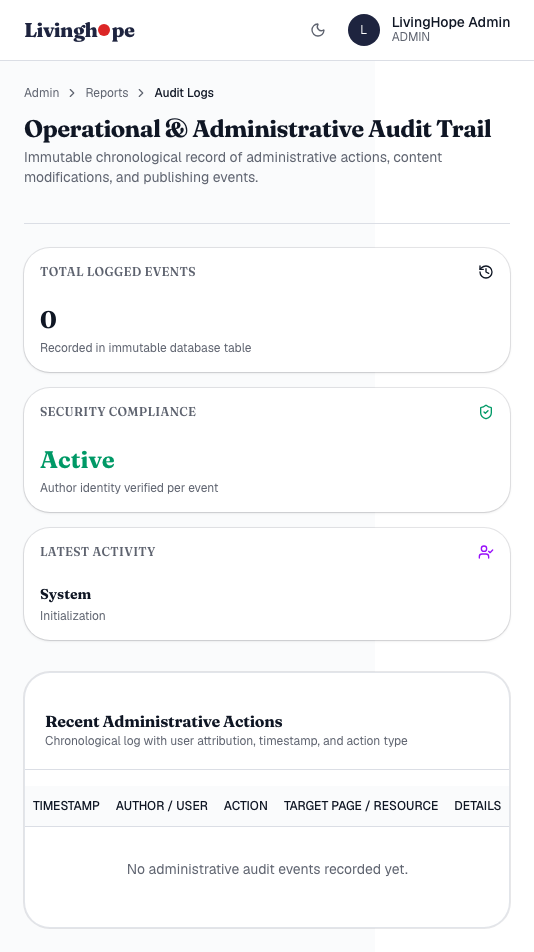 Livinghope
L
LivingHope Admin
ADMIN
Admin > Reports > Audit Logs
Operational & Administrative Audit Trail
Immutable chronological record of administrative actions, content
modifications, and publishing events.
TOTAL LOGGED EVENTS
0
Recorded in immutable database table
SECURITY COMPLIANCE
Active
Author identity verified per event
LATEST ACTIVITY
System
Initialization
Recent Administrative Actions
Chronological log with user attribution, timestamp, and action type
TIMESTAMP AUTHOR / USER ACTION TARGET PAGE / RESOURCE DETAILS
No administrative audit events recorded yet.